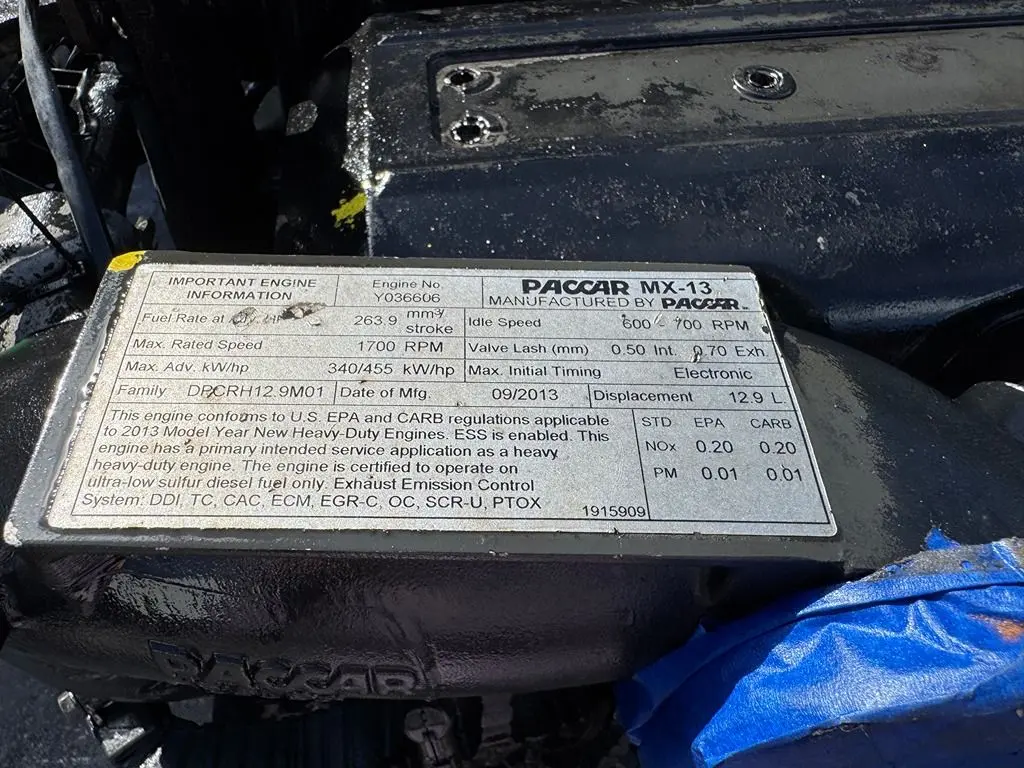 IMPORTANT ENGINE
INFORMATION
Engine No
Y036606
PACCAR MX-13
MANUFACTURED BY PACCAR
Fuel Rate at
263.9 mm³/
stroke
Idle Speed 600 - 700 RPM
Max. Rated Speed 1700 RPM
Valve Lash (mm) 0.50 Int. 0.70 Exh.
Max. Adv. kW/hp 340/455 kW/hp
Max. Initial Timing Electronic
Family DPCRH12.9M01
Date of Mfg. 09/2013
Displacement 12.9 L
This engine conforms to U.S. EPA and CARB regulations applicable
to 2013 Model Year New Heavy-Duty Engines. ESS is enabled. This
engine has a primary intended service application as a heavy
heavy-duty engine. The engine is certified to operate on
ultra-low sulfur diesel fuel only. Exhaust Emission Control
System: DDI, TC, CAC, ECM, EGR-C, OC, SCR-U, PTOX
1915909
STD EPA CARB
NOx 0.20 0.20
PM 0.01 0.01
PACCAR